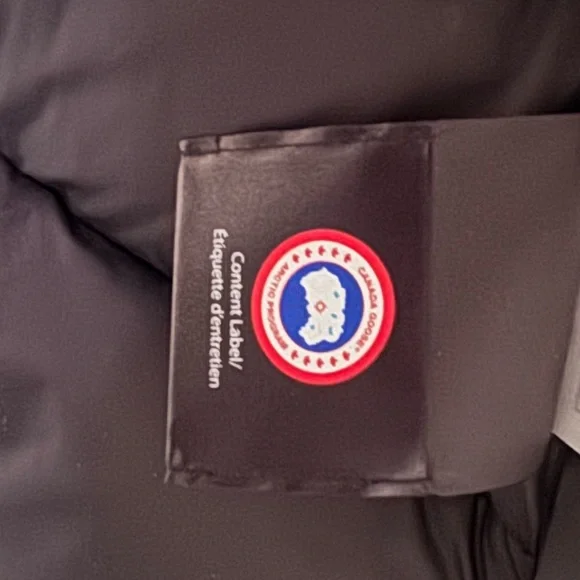 CANADA GOOSE®
ARCTIC PROGRAM
Content Label/
Étiquette d'entretien